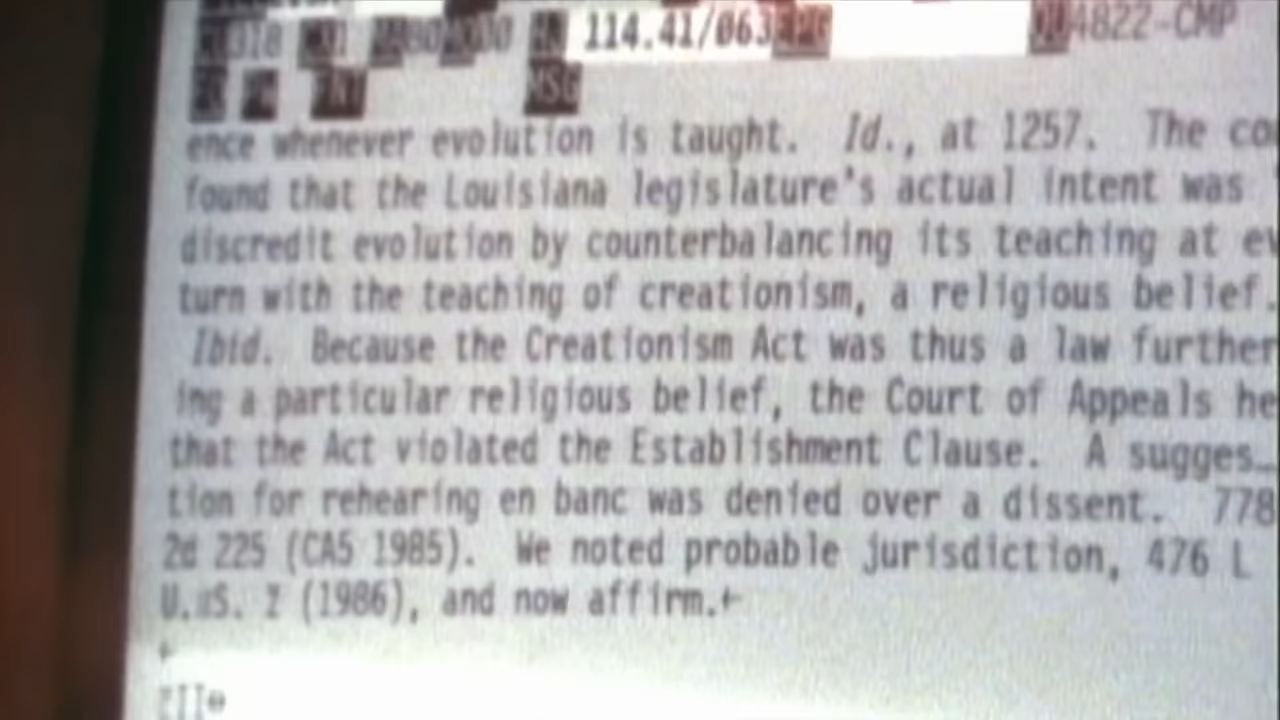 114.41/063
4822-CMP
MSG
ence whenever evolution is taught. Id., at 1257. The co
found that the Louisiana legislature's actual intent was
discredit evolution by counterbalancing its teaching at ev
turn with the teaching of creationism, a religious belief.
Ibid. Because the Creationism Act was thus a law further
ing a particular religious belief, the Court of Appeals he
that the Act violated the Establishment Clause. A sugges_
tion for rehearing en banc was denied over a dissent. 778
2d 225 (CA5 1985). We noted probable jurisdiction, 476 L
U.S. I (1986), and now affirm.←